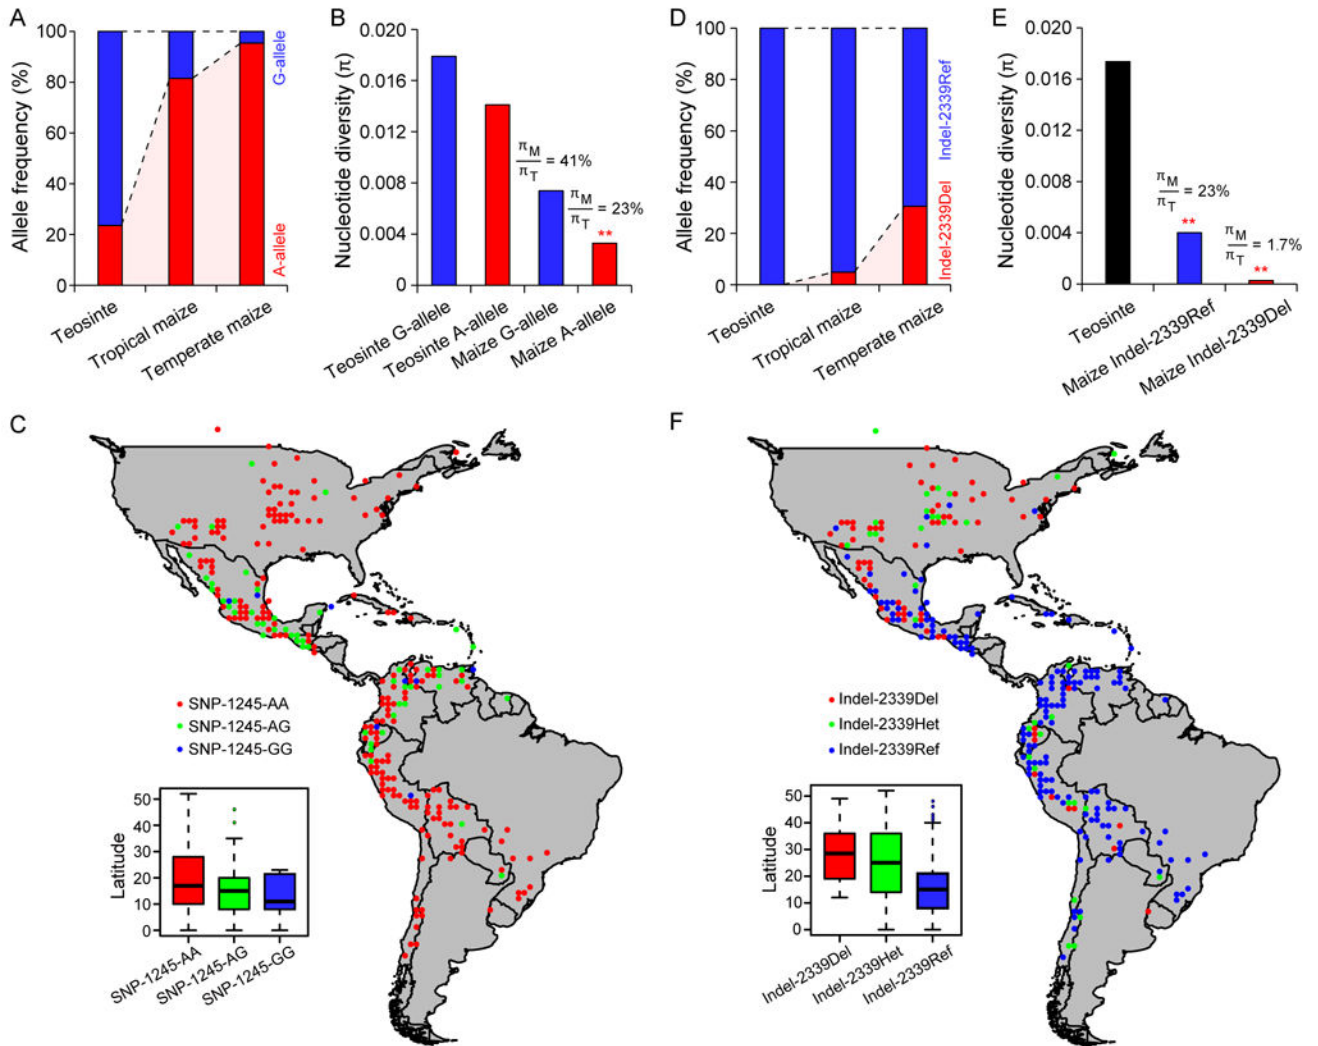 A
Allele frequency (%)
100
80
60
40
20
0
G-allele
A-allele
Teosinte
Tropical maize
Temperate maize
B
Nucleotide diversity (π)
0.020
0.016
0.012
0.008
0.004
0
πM/πT = 41%
πM/πT = 23%
**
Teosinte G-allele
Teosinte A-allele
Maize G-allele
Maize A-allele
D
Allele frequency (%)
100
80
60
40
20
0
Indel-2339Ref
Indel-2339Del
Teosinte
Tropical maize
Temperate maize
E
Nucleotide diversity (π)
0.020
0.016
0.012
0.008
0.004
0
πM/πT = 23%
**
πM/πT = 1.7%
**
Teosinte
Maize Indel-2339Ref
Maize Indel-2339Del
C
SNP-1245-AA
SNP-1245-AG
SNP-1245-GG
Latitude
50
40
30
20
10
0
SNP-1245-AA
SNP-1245-AG
SNP-1245-GG
F
Indel-2339Del
Indel-2339Het
Indel-2339Ref
Latitude
50
40
30
20
10
0
Indel-2339Del
Indel-2339Het
Indel-2339Ref